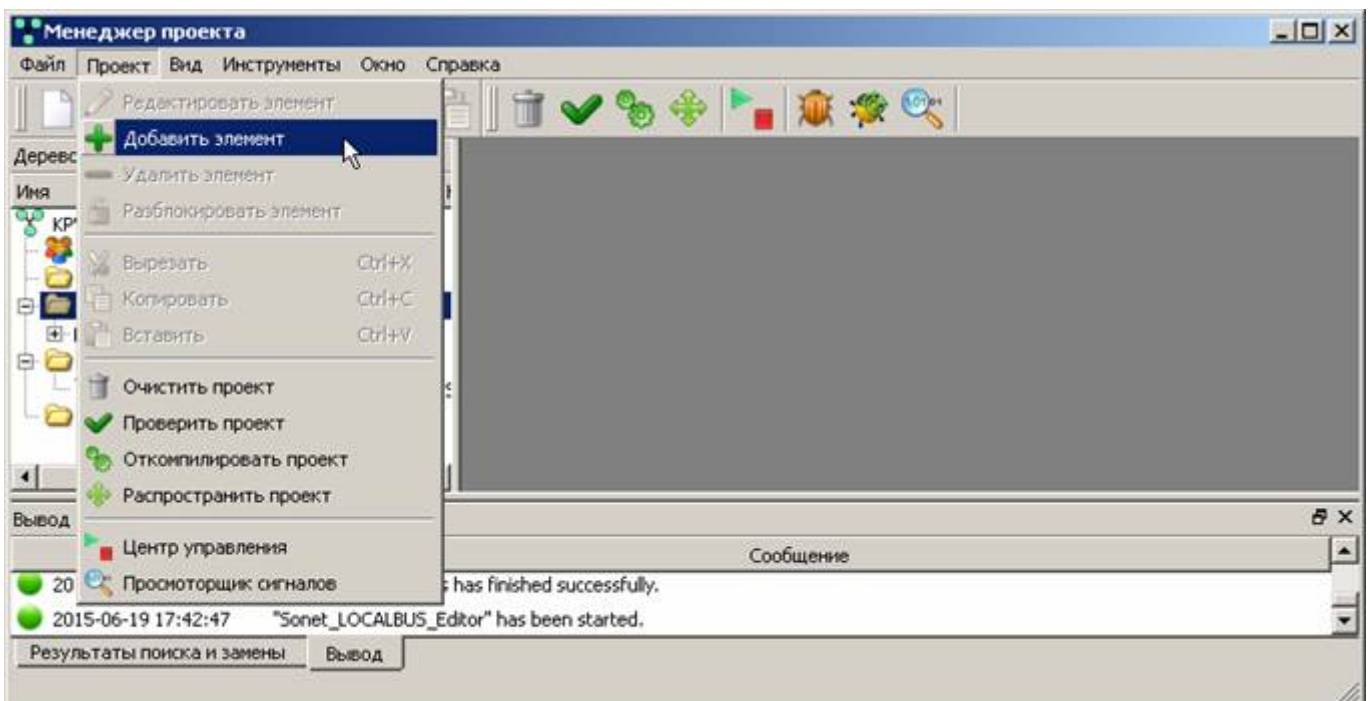 Менеджер проекта
Файл Проект Вид Инструменты Окно Справка
Редактировать элемент
Добавить элемент
Удалить элемент
Разблокировать элемент
Вырезать Ctrl+X
Копировать Ctrl+C
Вставить Ctrl+V
Очистить проект
Проверить проект
Откомпилировать проект
Распространить проект
Центр управления
Просмоторщик сигналов
Имя
Вывод
Сообщение
has finished successfully.
2015-06-19 17:42:47 "Sonet_LOCALBUS_Editor" has been started.
Результаты поиска и замены Вывод